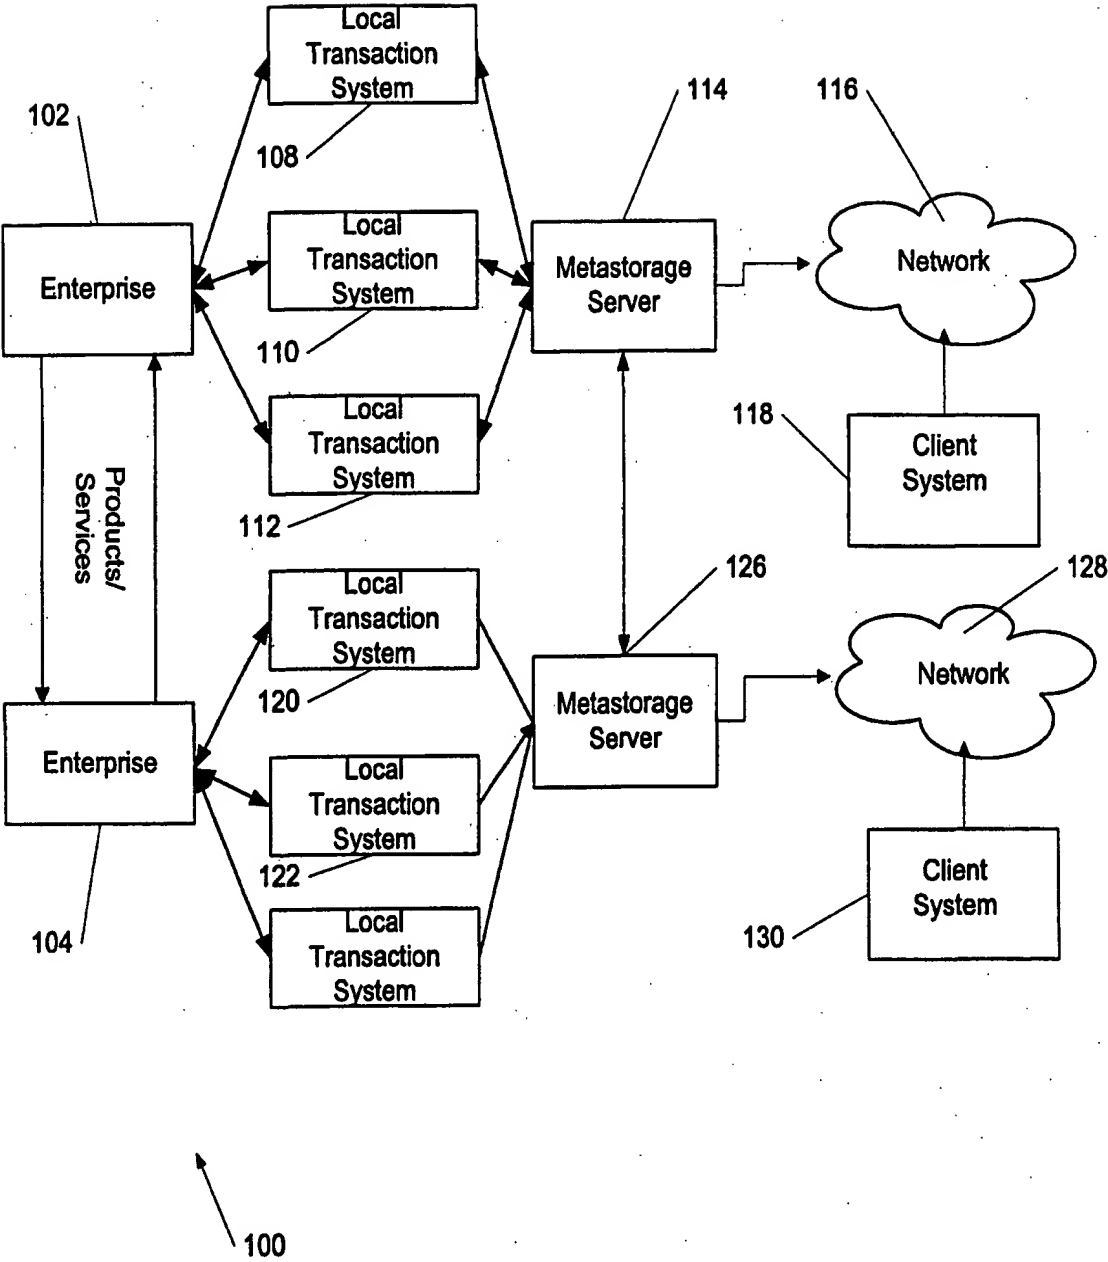 Local
Transaction
System
108
102
114
116
Enterprise
Local
Transaction
System
110
Metastorage
Server
Network
Local
Transaction
System
112
118
Client
System
Products/
Services
Local
Transaction
System
120
126
128
Enterprise
104
Metastorage
Server
Network
Local
Transaction
System
122
Local
Transaction
System
Client
System
130
100